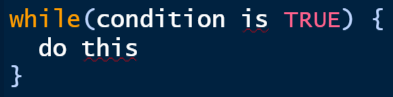 while(condition is TRUE) {
  do this
}